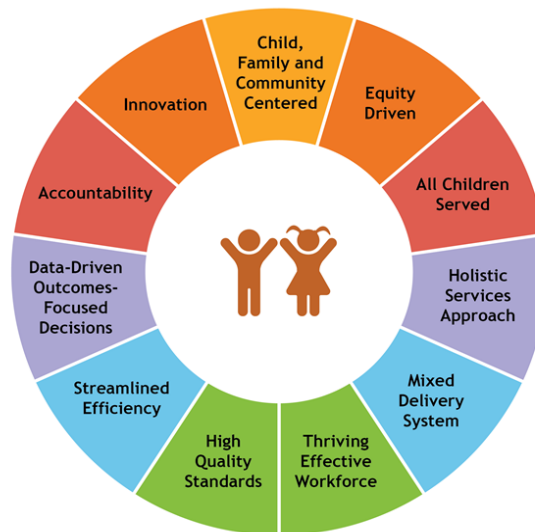 Child,
Family and
Community
Centered
Equity
Driven
All Children
Served
Holistic
Services
Approach
Mixed
Delivery
System
Thriving
Effective
Workforce
High
Quality
Standards
Streamlined
Efficiency
Data-Driven
Outcomes-
Focused
Decisions
Accountability
Innovation